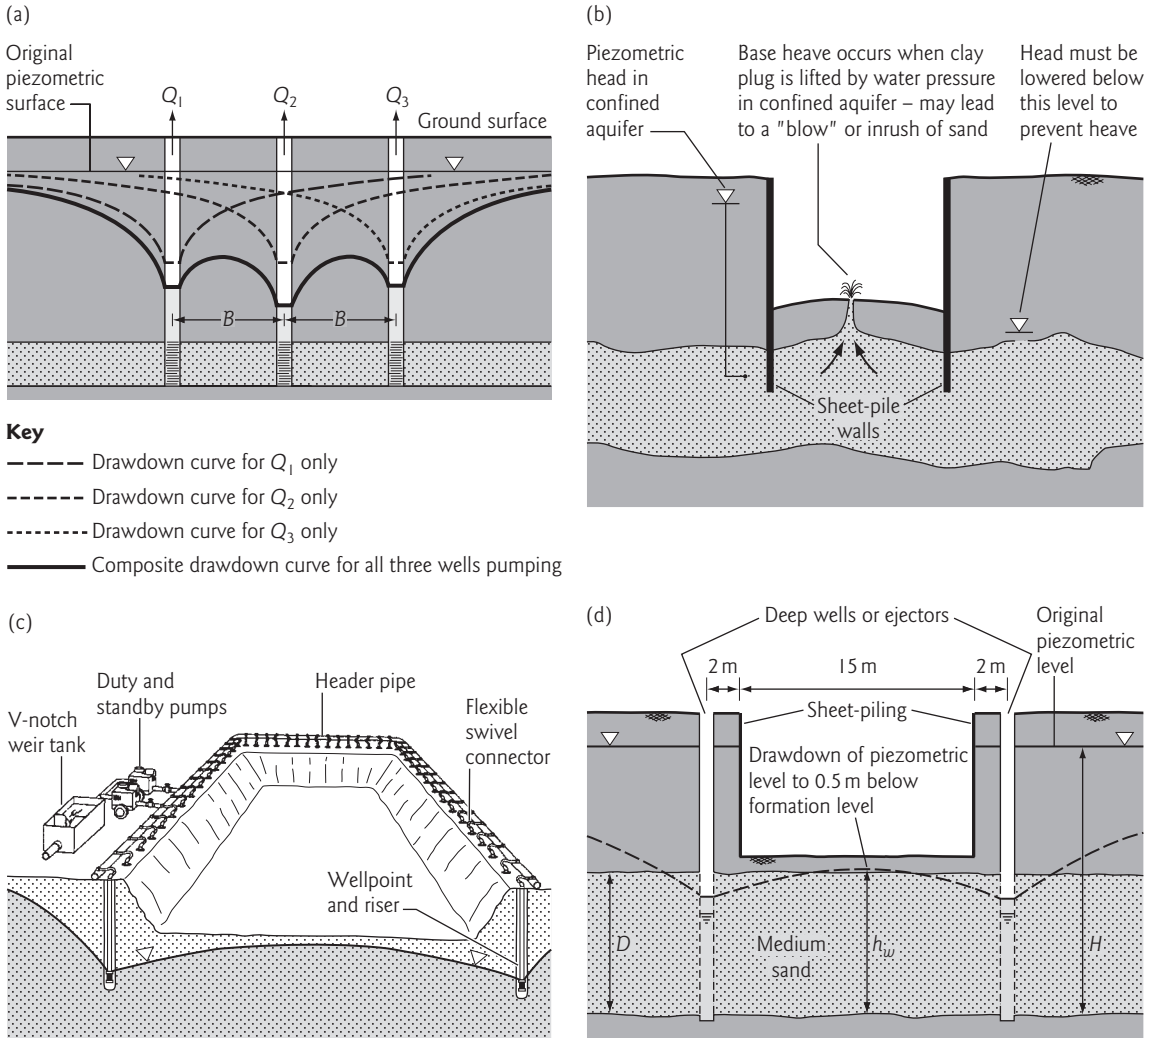 (a)
Original
piezometric
surface
Q1
Q2
Q3
Ground surface
B
B
Key
Drawdown curve for Q1 only
Drawdown curve for Q2 only
Drawdown curve for Q3 only
Composite drawdown curve for all three wells pumping
(b)
Piezometric
head in
confined
aquifer
Base heave occurs when clay
plug is lifted by water pressure
in confined aquifer – may lead
to a "blow" or inrush of sand
Head must be
lowered below
this level to
prevent heave
Sheet-pile
walls
(c)
Duty and
standby pumps
Header pipe
V-notch
weir tank
Flexible
swivel
connector
Wellpoint
and riser
(d)
Deep wells or ejectors
Original
piezometric
level
2 m
15 m
2 m
Sheet-piling
Drawdown of piezometric
level to 0.5 m below
formation level
D
Medium
sand
hw
H